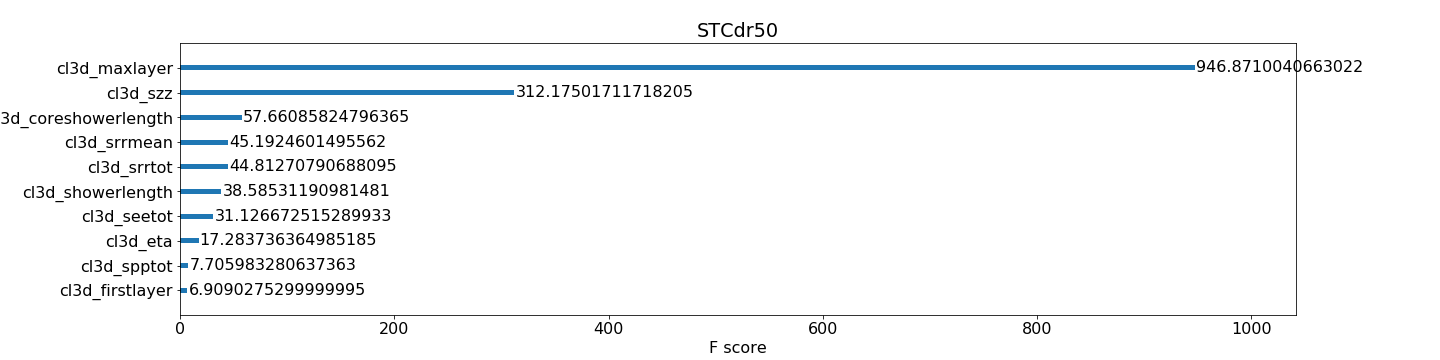 STCdr50
cl3d_maxlayer 946.8710040663022
cl3d_szz 312.17501711718205
3d_coreshowerlength 57.66085824796365
cl3d_srrmean 45.1924601495562
cl3d_srrtot 44.81270790688095
cl3d_showerlength 38.58531190981481
cl3d_seetot 31.126672515289933
cl3d_eta 17.283736364985185
cl3d_spptot 7.705983280637363
cl3d_firstlayer 6.9090275299999995
0 200 400 600 800 1000
F score